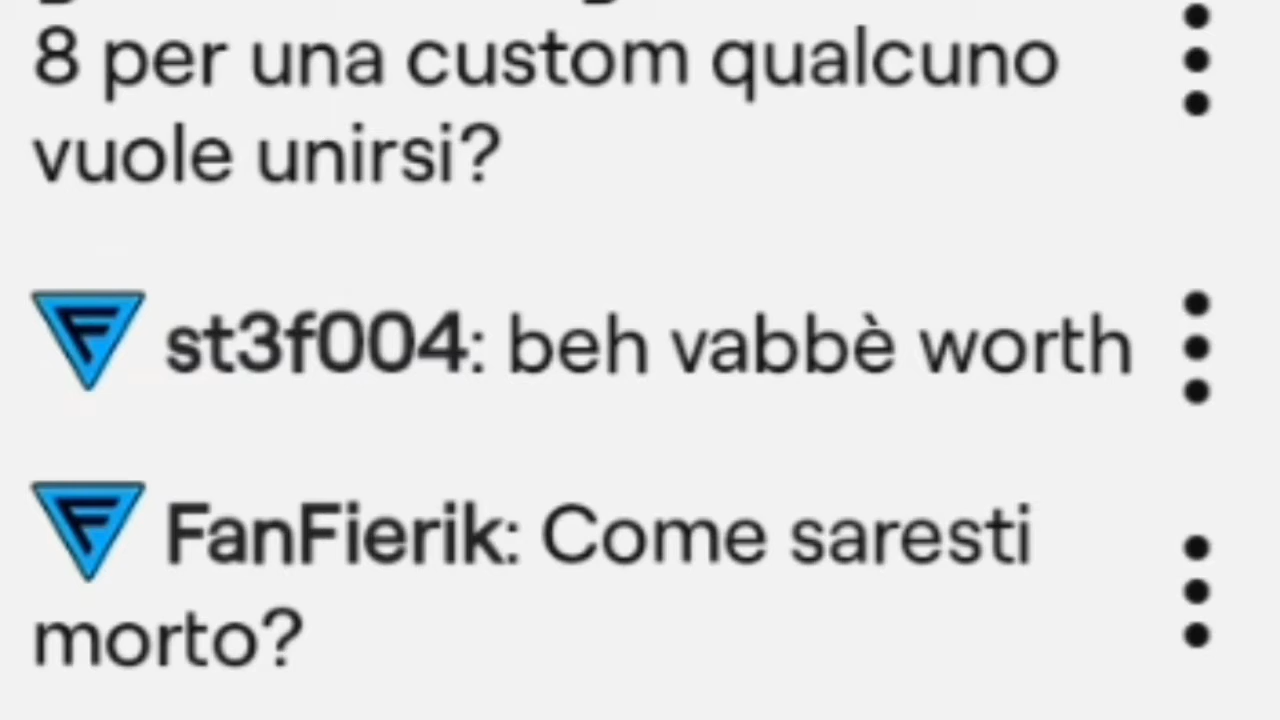 8 per una custom qualcuno
vuole unirsi?
st3f004: beh vabbè worth
FanFierik: Come saresti
morto?